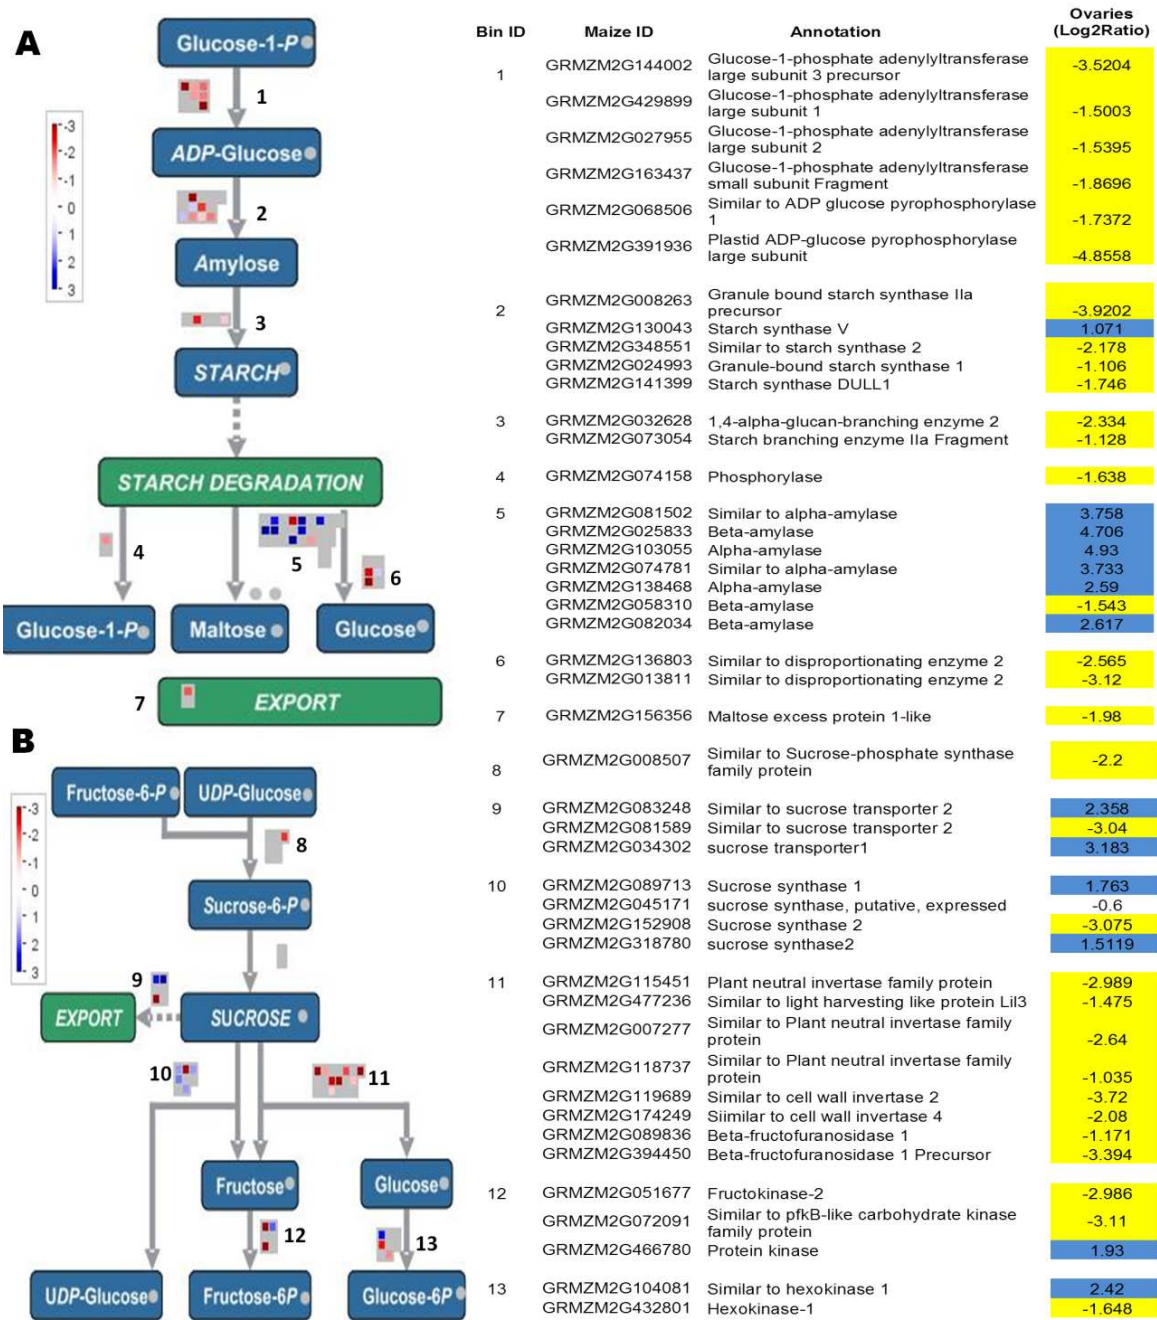 A
Glucose-1-P
1
-3
-2
-1
0
1
2
3
ADP-Glucose
2
Amylose
3
STARCH
STARCH DEGRADATION
4
5
6
Glucose-1-P
Maltose
Glucose
7
EXPORT
B
Fructose-6-P
UDP-Glucose
-3
-2
-1
0
1
2
3
8
Sucrose-6-P
9
EXPORT
SUCROSE
10
11
Fructose
Glucose
12
13
UDP-Glucose
Fructose-6P
Glucose-6P
Bin ID Maize ID Annotation Ovaries
(Log2Ratio)
1 GRMZM2G144002 Glucose-1-phosphate adenylyltransferase
large subunit 3 precursor -3.5204
GRMZM2G429899 Glucose-1-phosphate adenylyltransferase
large subunit 1 -1.5003
GRMZM2G027955 Glucose-1-phosphate adenylyltransferase
large subunit 2 -1.5395
GRMZM2G163437 Glucose-1-phosphate adenylyltransferase
small subunit Fragment -1.8696
GRMZM2G068506 Similar to ADP glucose pyrophosphorylase
1 -1.7372
GRMZM2G391936 Plastid ADP-glucose pyrophosphorylase
large subunit -4.8558
2 GRMZM2G008263 Granule bound starch synthase IIa
precursor -3.9202
GRMZM2G130043 Starch synthase V 1.071
GRMZM2G348551 Similar to starch synthase 2 -2.178
GRMZM2G024993 Granule-bound starch synthase 1 -1.106
GRMZM2G141399 Starch synthase DULL1 -1.746
3 GRMZM2G032628 1,4-alpha-glucan-branching enzyme 2 -2.334
GRMZM2G073054 Starch branching enzyme IIa Fragment -1.128
4 GRMZM2G074158 Phosphorylase -1.638
5 GRMZM2G081502 Similar to alpha-amylase 3.758
GRMZM2G025833 Beta-amylase 4.706
GRMZM2G103055 Alpha-amylase 4.93
GRMZM2G074781 Similar to alpha-amylase 3.733
GRMZM2G138468 Alpha-amylase 2.59
GRMZM2G058310 Beta-amylase -1.543
GRMZM2G082034 Beta-amylase 2.617
6 GRMZM2G136803 Similar to disproportionating enzyme 2 -2.565
GRMZM2G013811 Similar to disproportionating enzyme 2 -3.12
7 GRMZM2G156356 Maltose excess protein 1-like -1.98
8 GRMZM2G008507 Similar to Sucrose-phosphate synthase
family protein -2.2
9 GRMZM2G083248 Similar to sucrose transporter 2 2.358
GRMZM2G081589 Similar to sucrose transporter 2 -3.04
GRMZM2G034302 sucrose transporter1 3.183
10 GRMZM2G089713 Sucrose synthase 1 1.763
GRMZM2G045171 sucrose synthase, putative, expressed -0.6
GRMZM2G152908 Sucrose synthase 2 -3.075
GRMZM2G318780 sucrose synthase2 1.5119
11 GRMZM2G115451 Plant neutral invertase family protein -2.989
GRMZM2G477236 Similar to light harvesting like protein Lil3 -1.475
GRMZM2G007277 Similar to Plant neutral invertase family
protein -2.64
GRMZM2G118737 Similar to Plant neutral invertase family
protein -1.035
GRMZM2G119689 Similar to cell wall invertase 2 -3.72
GRMZM2G174249 Siimilar to cell wall invertase 4 -2.08
GRMZM2G089836 Beta-fructofuranosidase 1 -1.171
GRMZM2G394450 Beta-fructofuranosidase 1 Precursor -3.394
12 GRMZM2G051677 Fructokinase-2 -2.986
GRMZM2G072091 Similar to pfkB-like carbohydrate kinase
family protein -3.11
GRMZM2G466780 Protein kinase 1.93
13 GRMZM2G104081 Similar to hexokinase 1 2.42
GRMZM2G432801 Hexokinase-1 -1.648